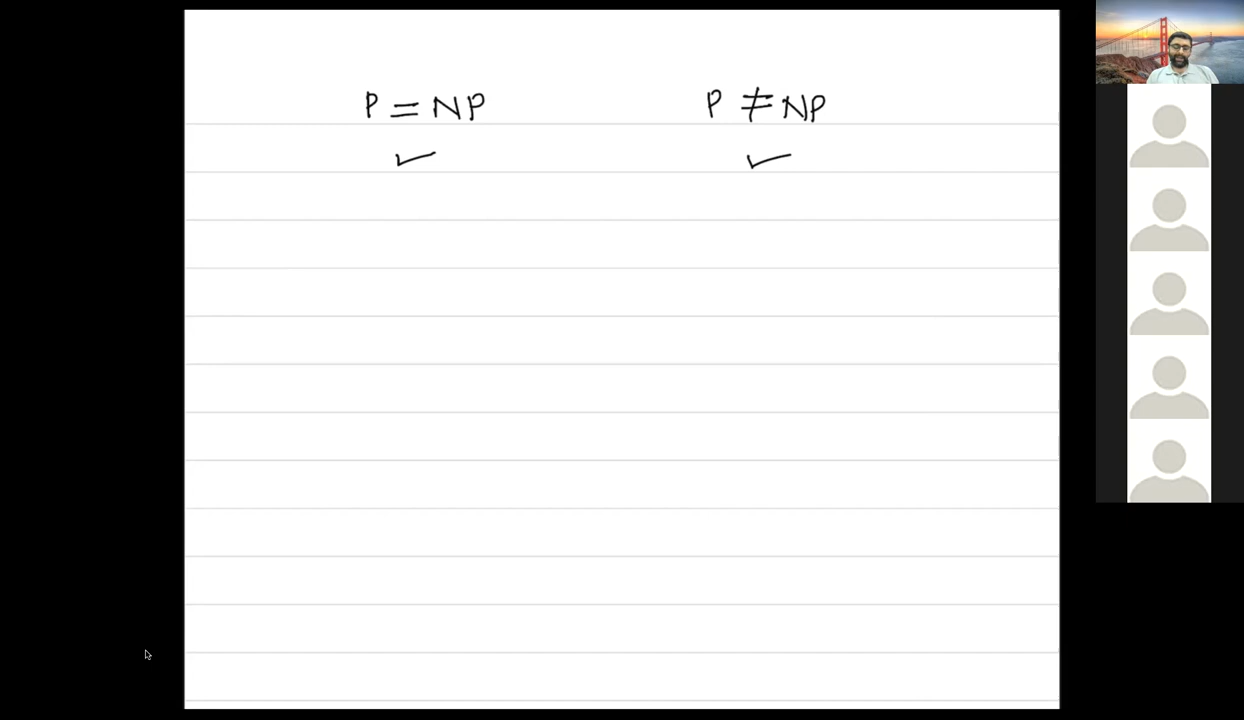 P = NP P ≠ NP
✓ ✓